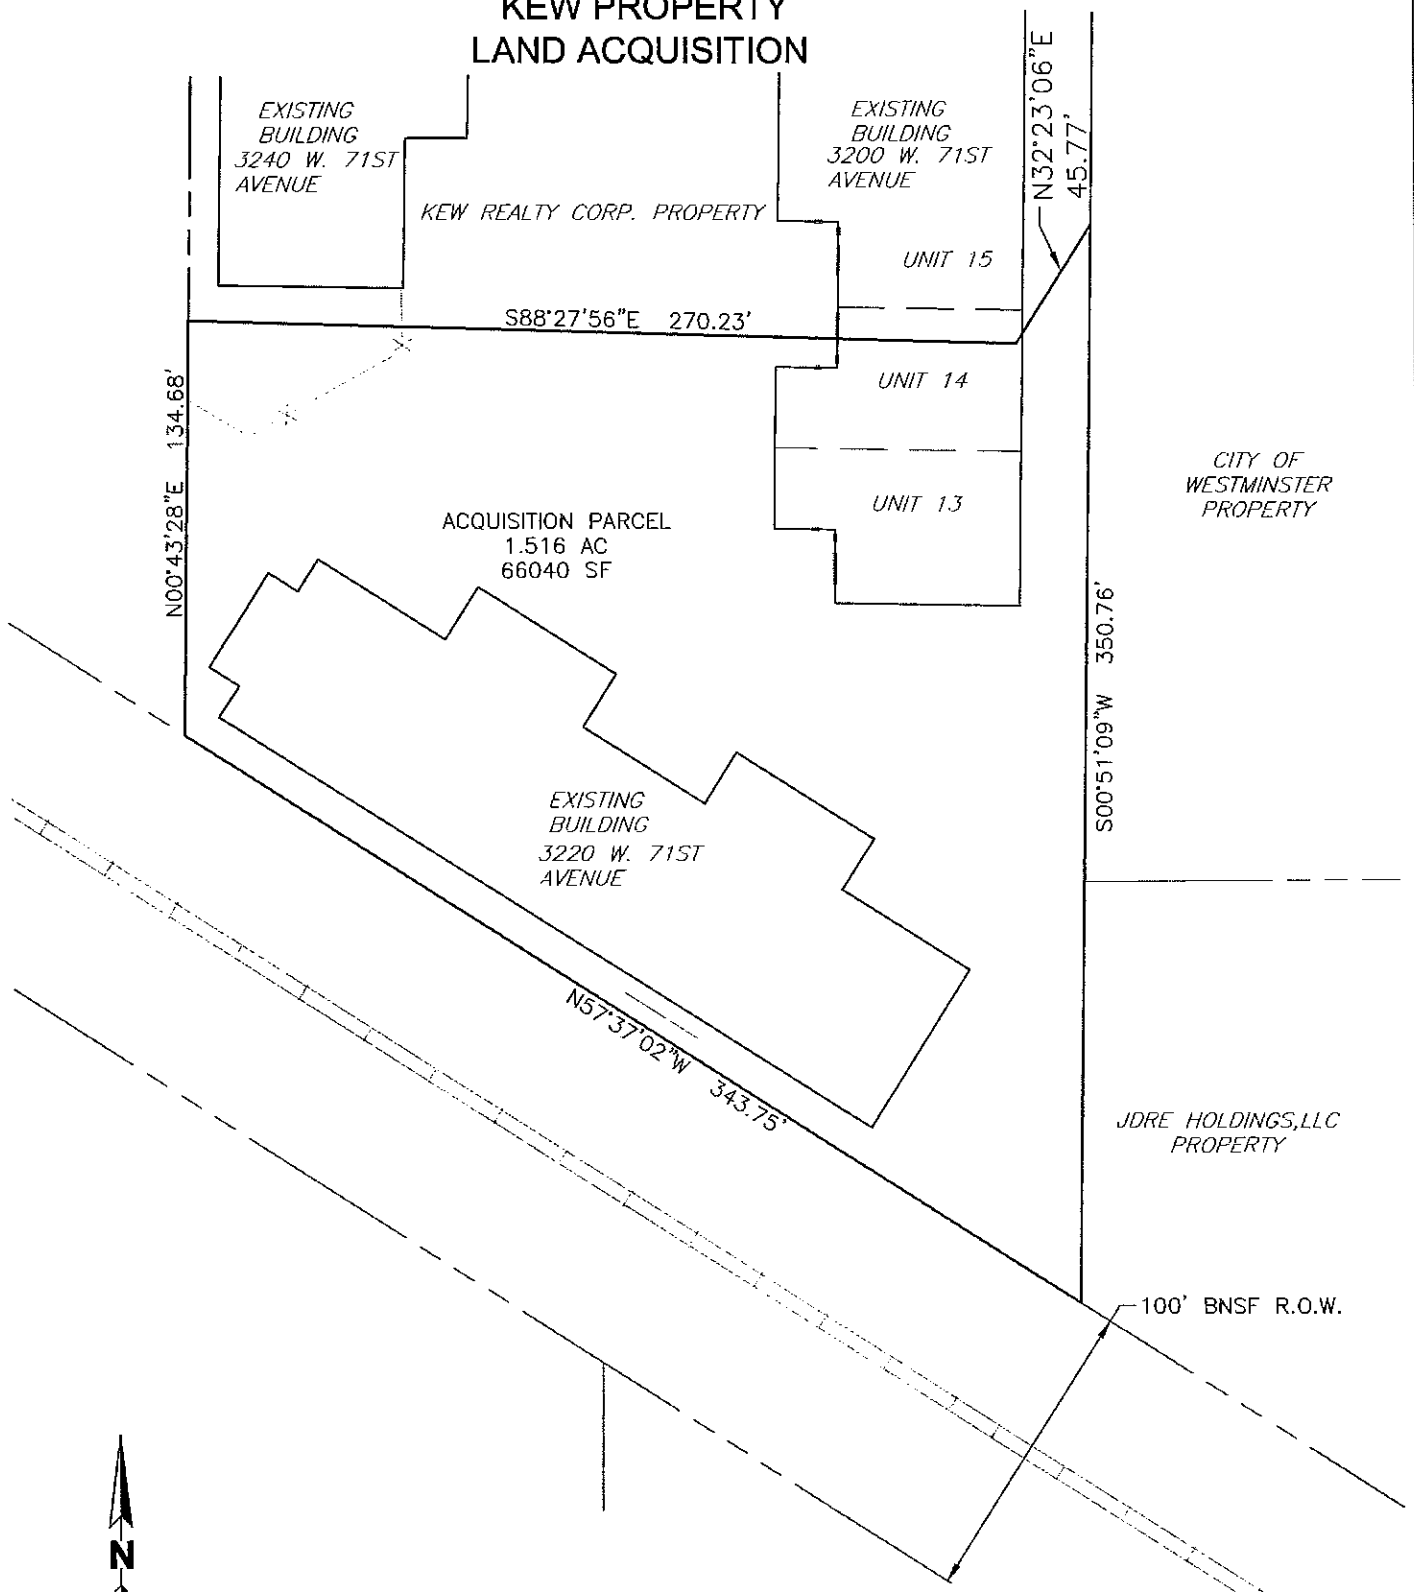 KEW PROPERTY
LAND ACQUISITION
EXISTING
BUILDING
3240 W. 71ST
AVENUE
KEW REALTY CORP. PROPERTY
EXISTING
BUILDING
3200 W. 71ST
AVENUE
N32°23'06"E
45.77'
UNIT 15
S88°27'56"E 270.23'
UNIT 14
N00°43'28"E 134.68'
UNIT 13
CITY OF
WESTMINSTER
PROPERTY
ACQUISITION PARCEL
1.516 AC
66040 SF
S00°51'09"W 350.76'
EXISTING
BUILDING
3220 W. 71ST
AVENUE
N57°37'02"W 343.75'
JDRE HOLDINGS,LLC
PROPERTY
100' BNSF R.O.W.
N